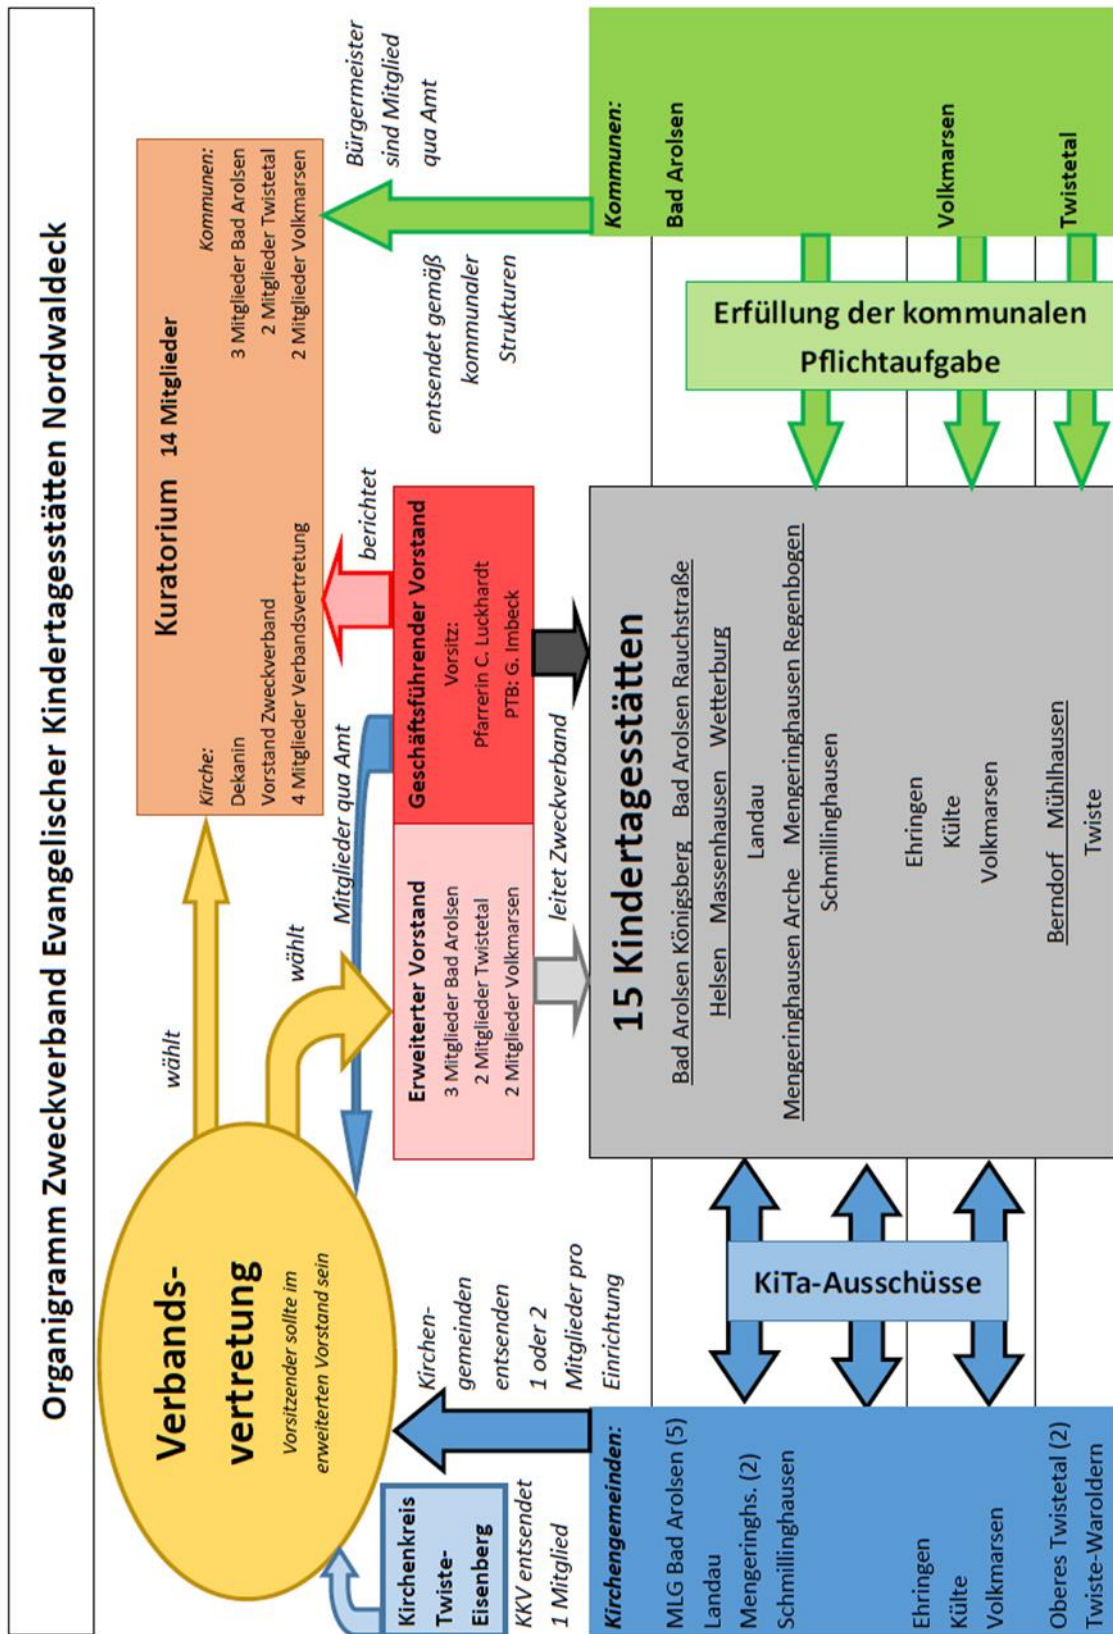 Organigramm Zweckverband Evangelischer Kindertagesstätten Nordwaldeck
Verbands-
vertretung
Vorsitzender sollte im
erweiterten Vorstand sein
wählt
wählt
Kuratorium 14 Mitglieder
Kirche:
Dekanin
Vorstand Zweckverband
4 Mitglieder Verbandsvertretung
Kommunen:
3 Mitglieder Bad Arolsen
2 Mitglieder Twistetal
2 Mitglieder Volkmarsen
Mitglieder qua Amt
berichtet
Bürgermeister
sind Mitglied
qua Amt
entsendet gemäß
kommunaler
Strukturen
Kirchenkreis
Twiste-
Eisenberg
KKV entsendet
1 Mitglied
Kirchen-
gemeinden
entsenden
1 oder 2
Mitglieder pro
Einrichtung
Erweiterter Vorstand
3 Mitglieder Bad Arolsen
2 Mitglieder Twistetal
2 Mitglieder Volkmarsen
Geschäftsführender Vorstand
Vorsitz:
Pfarrerin C. Luckhardt
PTB: G. Imbeck
leitet Zweckverband
Kirchengemeinden:
MLG Bad Arolsen (5)
Landau
Mengeringhs. (2)
Schmillinghausen
Ehringen
Külte
Volkmarsen
Oberes Twistetal (2)
Twiste-Waroldern
KiTa-Ausschüsse
15 Kindertagesstätten
Bad Arolsen Königsberg Bad Arolsen Rauchstraße
Helsen Massenhausen Wetterburg
Landau
Mengeringhausen Arche Mengeringhausen Regenbogen
Schmillinghausen
Ehringen
Külte
Volkmarsen
Berndorf Mühlhausen
Twiste
Erfüllung der kommunalen
Pflichtaufgabe
Kommunen:
Bad Arolsen
Volkmarsen
Twistetal